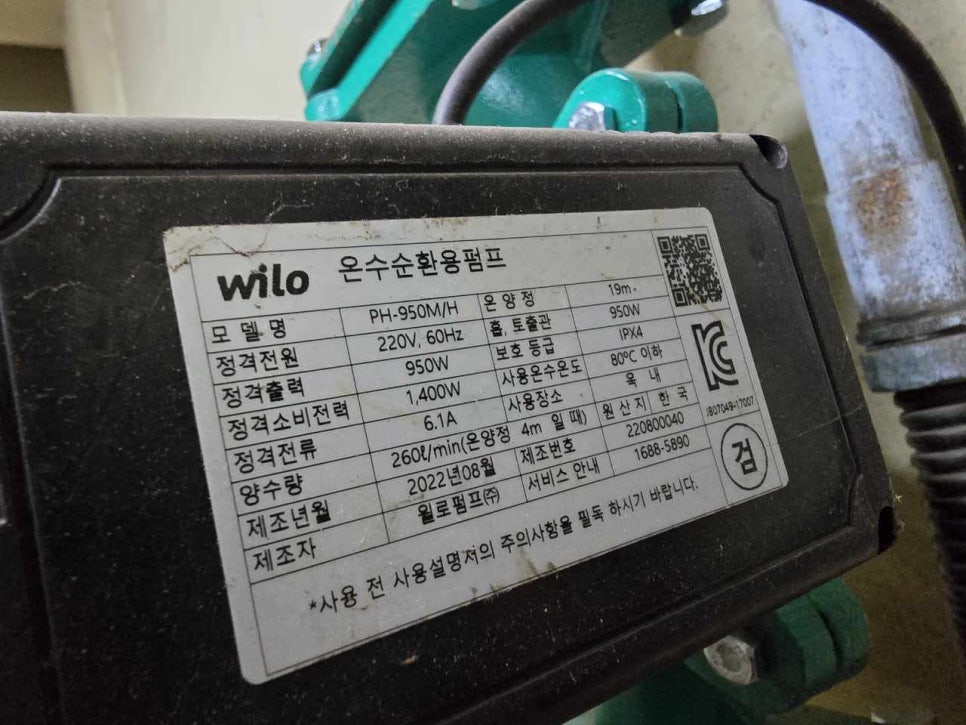 wilo 온수순환용펌프
모 델 명 PH-950M/H 온 양 정 19m
정격전원 220V, 60Hz 흡, 토출관 950W
정격출력 950W 보호 등급 IPX4
정격소비전력 1,400W 사용온수온도 80ºC 이하
정격전류 6.1A 사용장소 옥 내
양수량 260ℓ/min(온양정 4m 일 때) 원산지 한국
제조년월 2022년08월 제조번호 220800040
제조자 윌로펌프㈜ 서비스 안내 1688-5890
*사용 전 사용설명서의 주의사항을 필독 하시기 바랍니다.
JB07049-17007
검